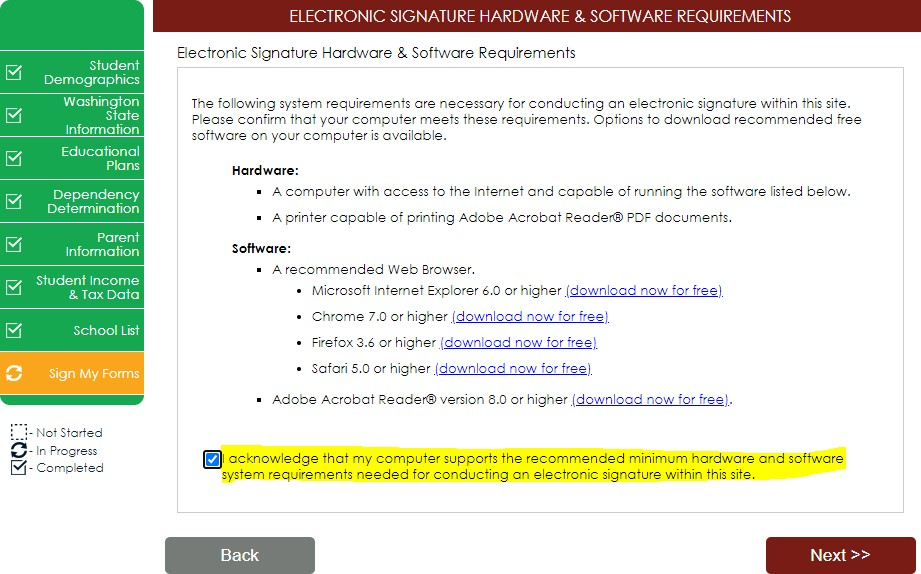 ELECTRONIC SIGNATURE HARDWARE & SOFTWARE REQUIREMENTS
Student
Demographics
Washington
State
Information
Educational
Plans
Dependency
Determination
Parent
Information
Student Income
& Tax Data
School List
Sign My Forms
- Not Started
- In Progress
- Completed
Electronic Signature Hardware & Software Requirements
The following system requirements are necessary for conducting an electronic signature within this site.
Please confirm that your computer meets these requirements. Options to download recommended free
software on your computer is available.
Hardware:
A computer with access to the Internet and capable of running the software listed below.
A printer capable of printing Adobe Acrobat Reader® PDF documents.
Software:
A recommended Web Browser.
Microsoft Internet Explorer 6.0 or higher (download now for free)
Chrome 7.0 or higher (download now for free)
Firefox 3.6 or higher (download now for free)
Safari 5.0 or higher (download now for free)
Adobe Acrobat Reader® version 8.0 or higher (download now for free).
I acknowledge that my computer supports the recommended minimum hardware and software
system requirements needed for conducting an electronic signature within this site.
Back
Next >>